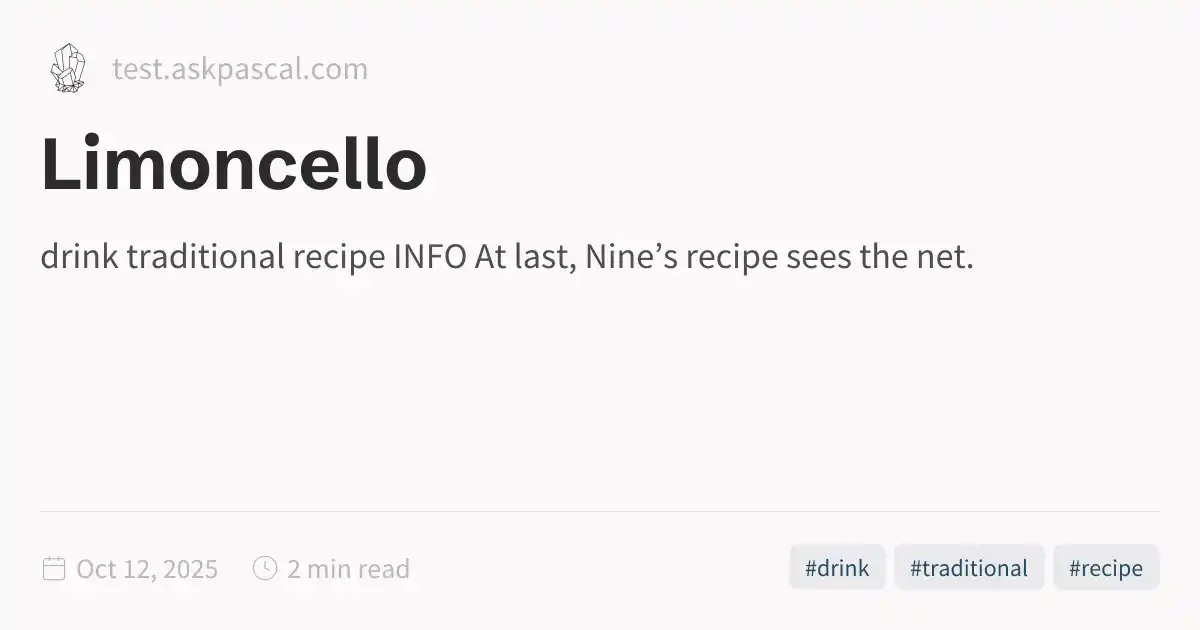 test.askpascal.com
Limoncello
drink traditional recipe INFO At last, Nine’s recipe sees the net.
Oct 12, 2025 2 min read #drink #traditional #recipe